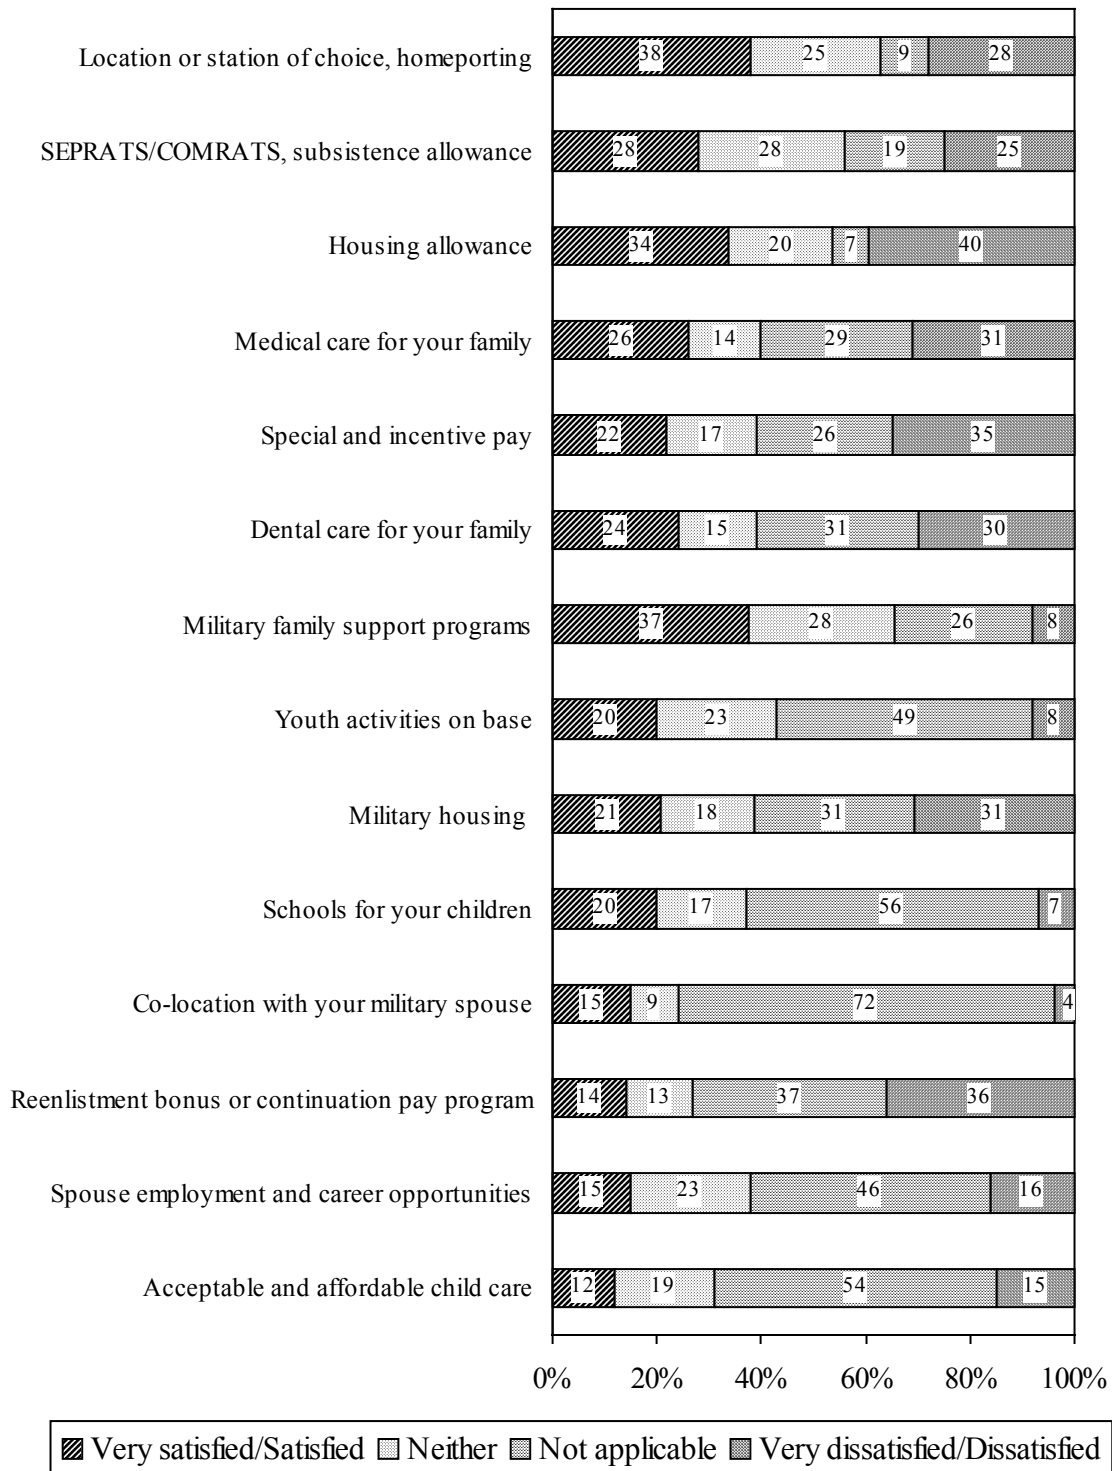 Location or station of choice, homeporting 38 25 9 28
SEPRATS/COMRATS, subsistence allowance 28 28 19 25
Housing allowance 34 20 7 40
Medical care for your family 26 14 29 31
Special and incentive pay 22 17 26 35
Dental care for your family 24 15 31 30
Military family support programs 37 28 26 8
Youth activities on base 20 23 49 8
Military housing 21 18 31 31
Schools for your children 20 17 56 7
Co-location with your military spouse 15 9 72 4
Reenlistment bonus or continuation pay program 14 13 37 36
Spouse employment and career opportunities 15 23 46 16
Acceptable and affordable child care 12 19 54 15
0% 20% 40% 60% 80% 100%
Very satisfied/Satisfied Neither Not applicable Very dissatisfied/Dissatisfied